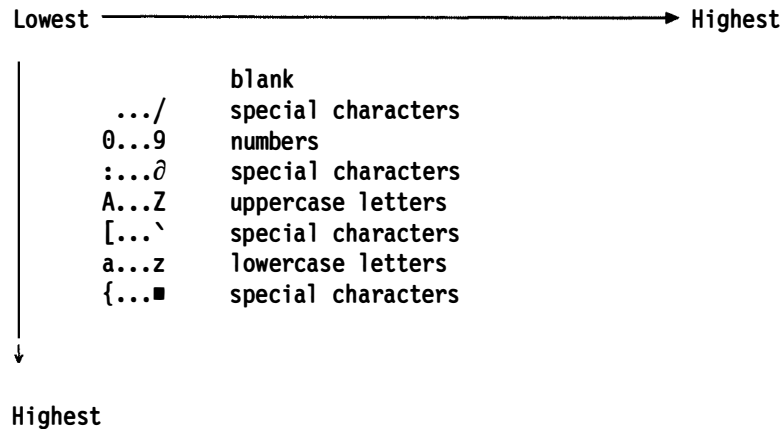 Lowest Highest
blank
.../ special characters
0...9 numbers
:...∂ special characters
A...Z uppercase letters
[...` special characters
a...z lowercase letters
{...■ special characters
Highest